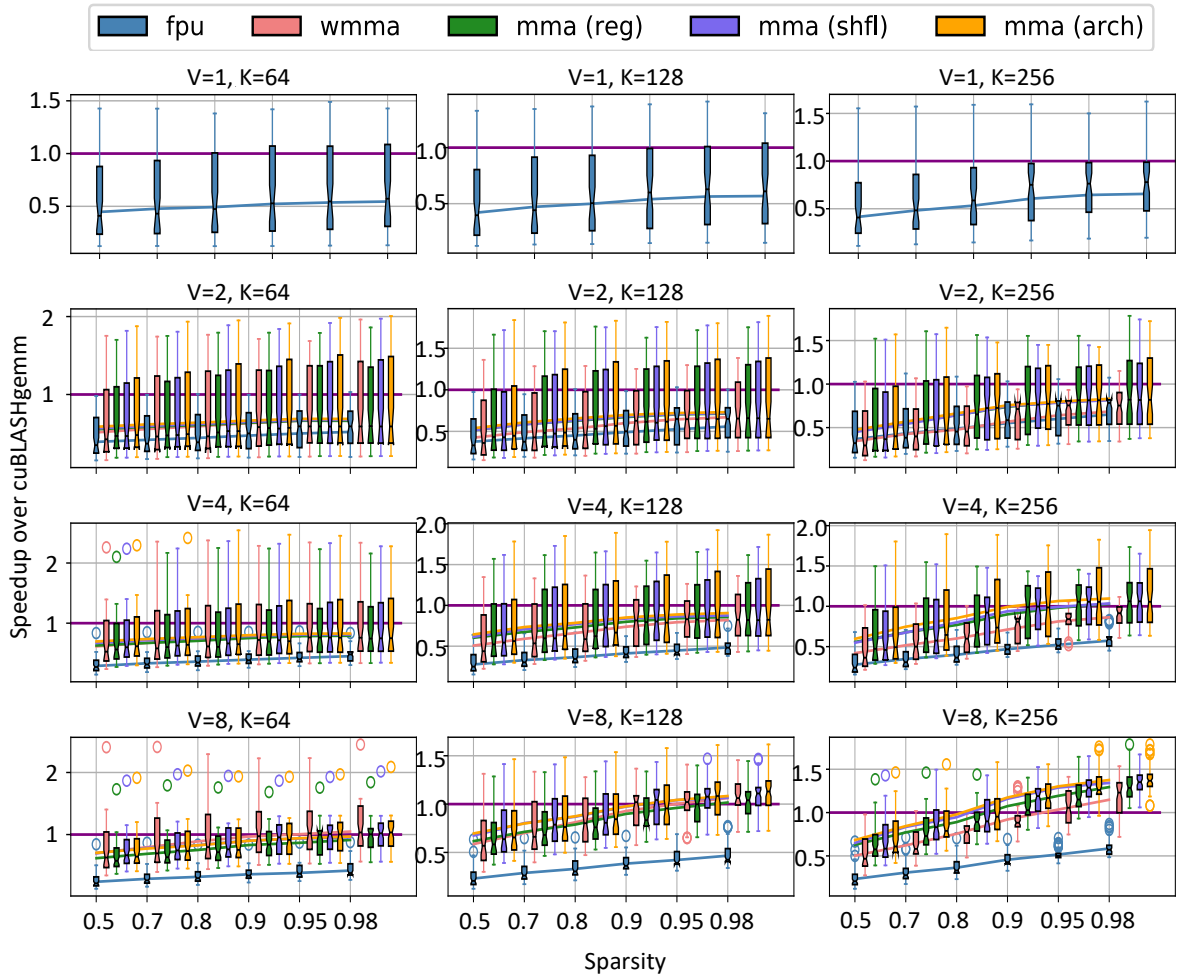 fpu wmma mma (reg) mma (shfl) mma (arch)
V=1, K=64 V=1, K=128 V=1, K=256
1.5
1.0 1.0 1.5
1.0
0.5 0.5 0.5
V=2, K=64 V=2, K=128 V=2, K=256
2
1.5 1.5
1 1.0 1.0
0.5 0.5
Speedup over cuBLASHgemm
V=4, K=64 V=4, K=128 V=4, K=256
2.0 2.0
2 1.5 1.5
1 1.0 1.0
0.5 0.5
V=8, K=64 V=8, K=128 V=8, K=256
2 1.5 1.5
1 1.0 1.0
0.5 0.5
0.5 0.7 0.8 0.9 0.95 0.98 0.5 0.7 0.8 0.9 0.95 0.98 0.5 0.7 0.8 0.9 0.95 0.98
Sparsity